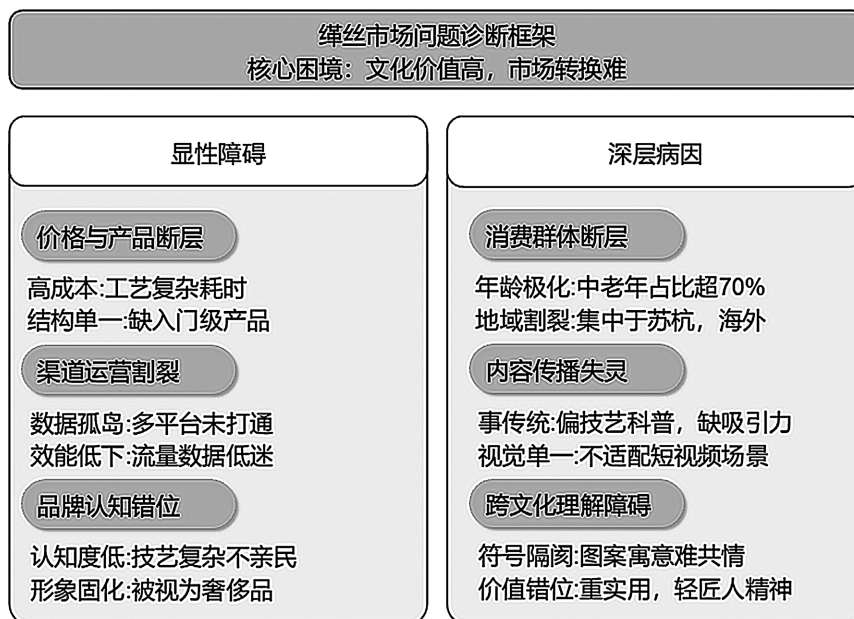 缂丝市场问题诊断框架
核心困境：文化价值高，市场转换难
显性障碍
价格与产品断层
高成本:工艺复杂耗时
结构单一:缺入门级产品
渠道运营割裂
数据孤岛:多平台未打通
效能低下:流量数据低迷
品牌认知错位
认知度低:技艺复杂不亲民
形象固化:被视为奢侈品
深层病因
消费群体断层
年龄极化:中老年占比超70%
地域割裂:集中于苏杭，海外
内容传播失灵
事传统:偏技艺科普，缺吸引力
视觉单一:不适配短视频场景
跨文化理解障碍
符号隔阂:图案寓意难共情
价值错位:重实用，轻匠人精神